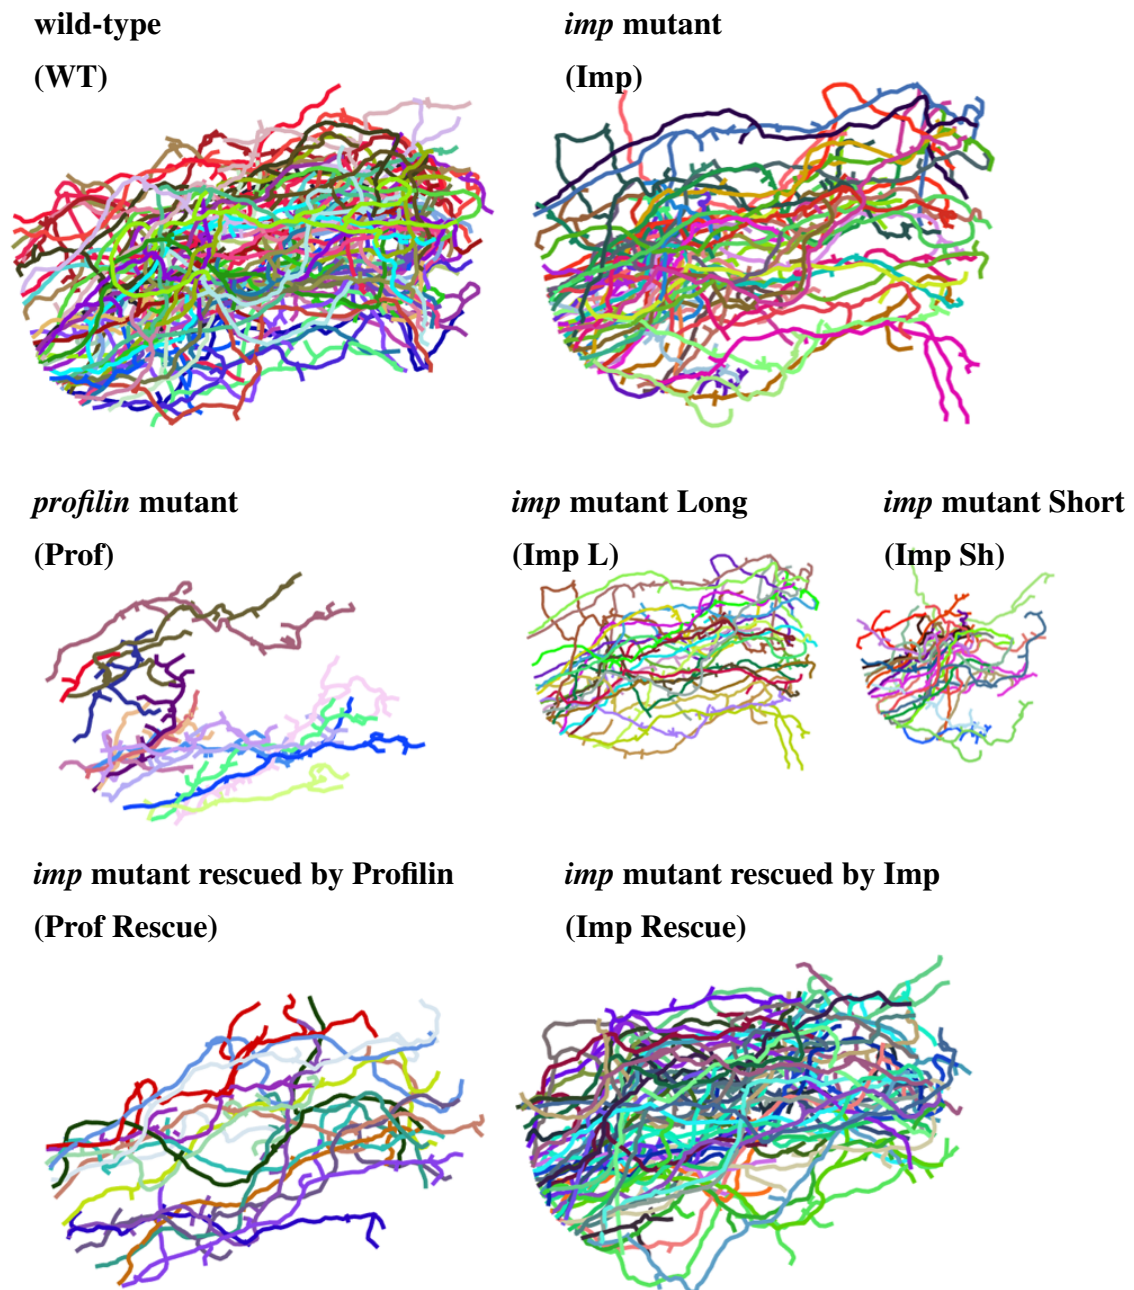 wild-type
(WT)
imp mutant
(Imp)
profilin mutant
(Prof)
imp mutant Long
(Imp L)
imp mutant Short
(Imp Sh)
imp mutant rescued by Profilin
(Prof Rescue)
imp mutant rescued by Imp
(Imp Rescue)